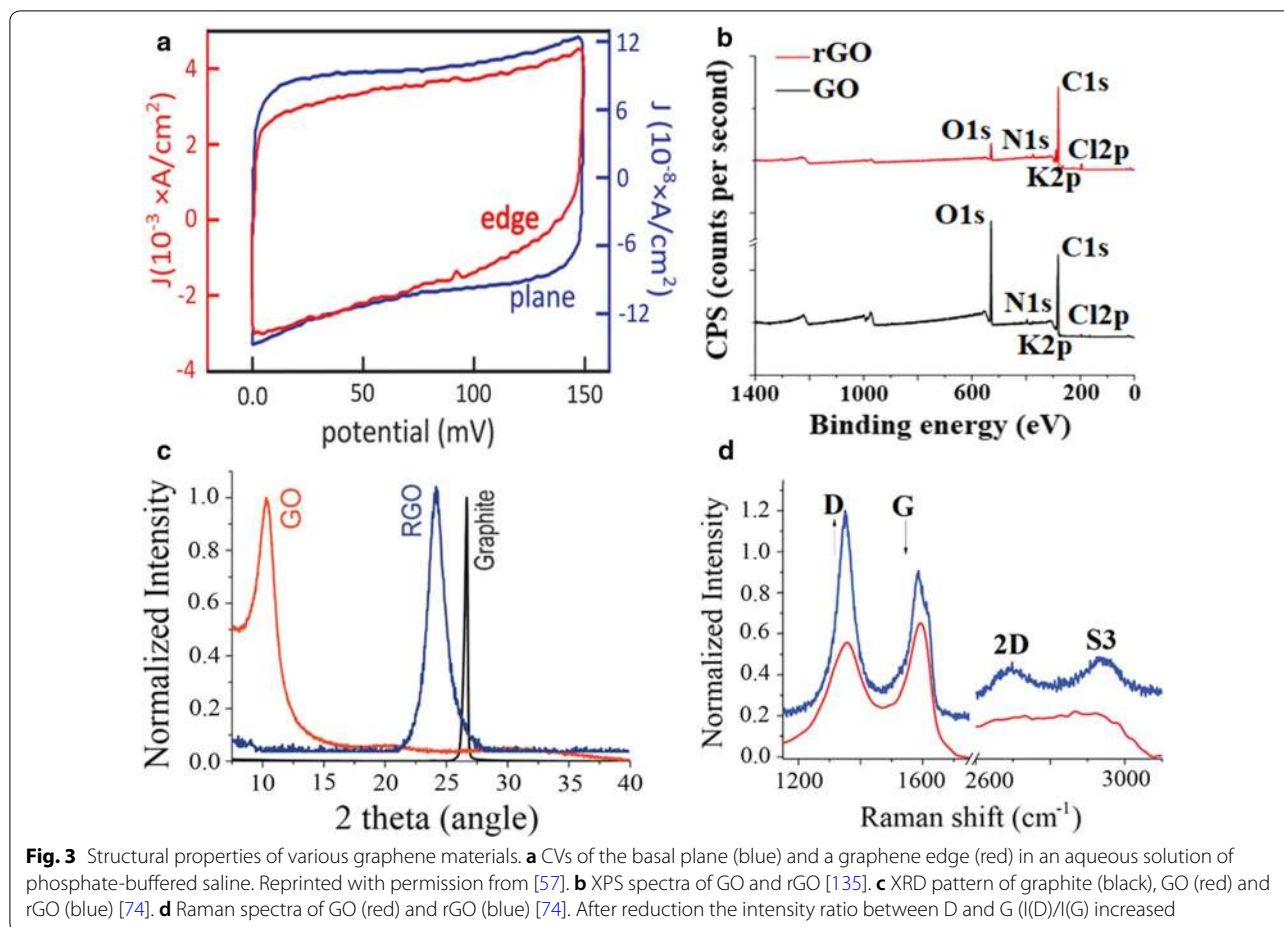 a
J(10⁻³ ×A/cm²)
4
2
0
-2
-4
12
6
0
-6
-12
J (10⁻⁸×A/cm²)
edge
plane
0.0 50 100 150
potential (mV)
b
rGO
GO
CPS (counts per second)
C1s
O1s N1s Cl2p
K2p
O1s
C1s
N1s Cl2p
K2p
1400 1000 600 200 0
Binding energy (eV)
c
Normalized Intensity
1.0
0.8
0.6
0.4
0.2
0.0
GO
RGO
Graphite
10 15 20 25 30 35 40
2 theta (angle)
d
Normalized Intensity
1.2
1.0
0.8
0.6
0.4
0.2
0.0
D G
2D S3
1200 1600 2600 3000
Raman shift (cm⁻¹)
Fig. 3 Structural properties of various graphene materials. a CVs of the basal plane (blue) and a graphene edge (red) in an aqueous solution of
phosphate-buffered saline. Reprinted with permission from [57]. b XPS spectra of GO and rGO [135]. c XRD pattern of graphite (black), GO (red) and
rGO (blue) [74]. d Raman spectra of GO (red) and rGO (blue) [74]. After reduction the intensity ratio between D and G (I(D)/I(G) increased